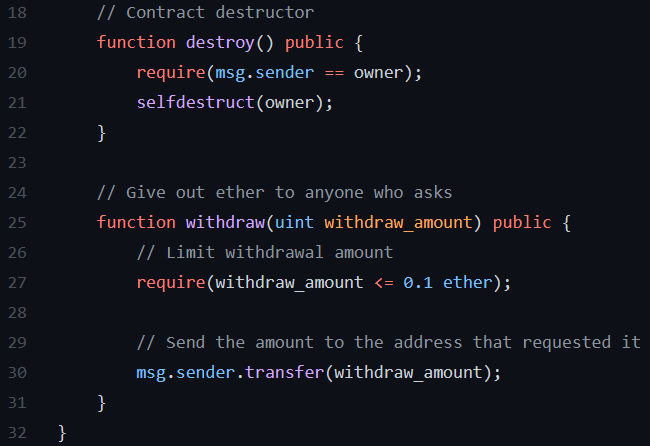 18 // Contract destructor
19 function destroy() public {
20 require(msg.sender == owner);
21 selfdestruct(owner);
22 }
23
24 // Give out ether to anyone who asks
25 function withdraw(uint withdraw_amount) public {
26 // Limit withdrawal amount
27 require(withdraw_amount <= 0.1 ether);
28
29 // Send the amount to the address that requested it
30 msg.sender.transfer(withdraw_amount);
31 }
32 }